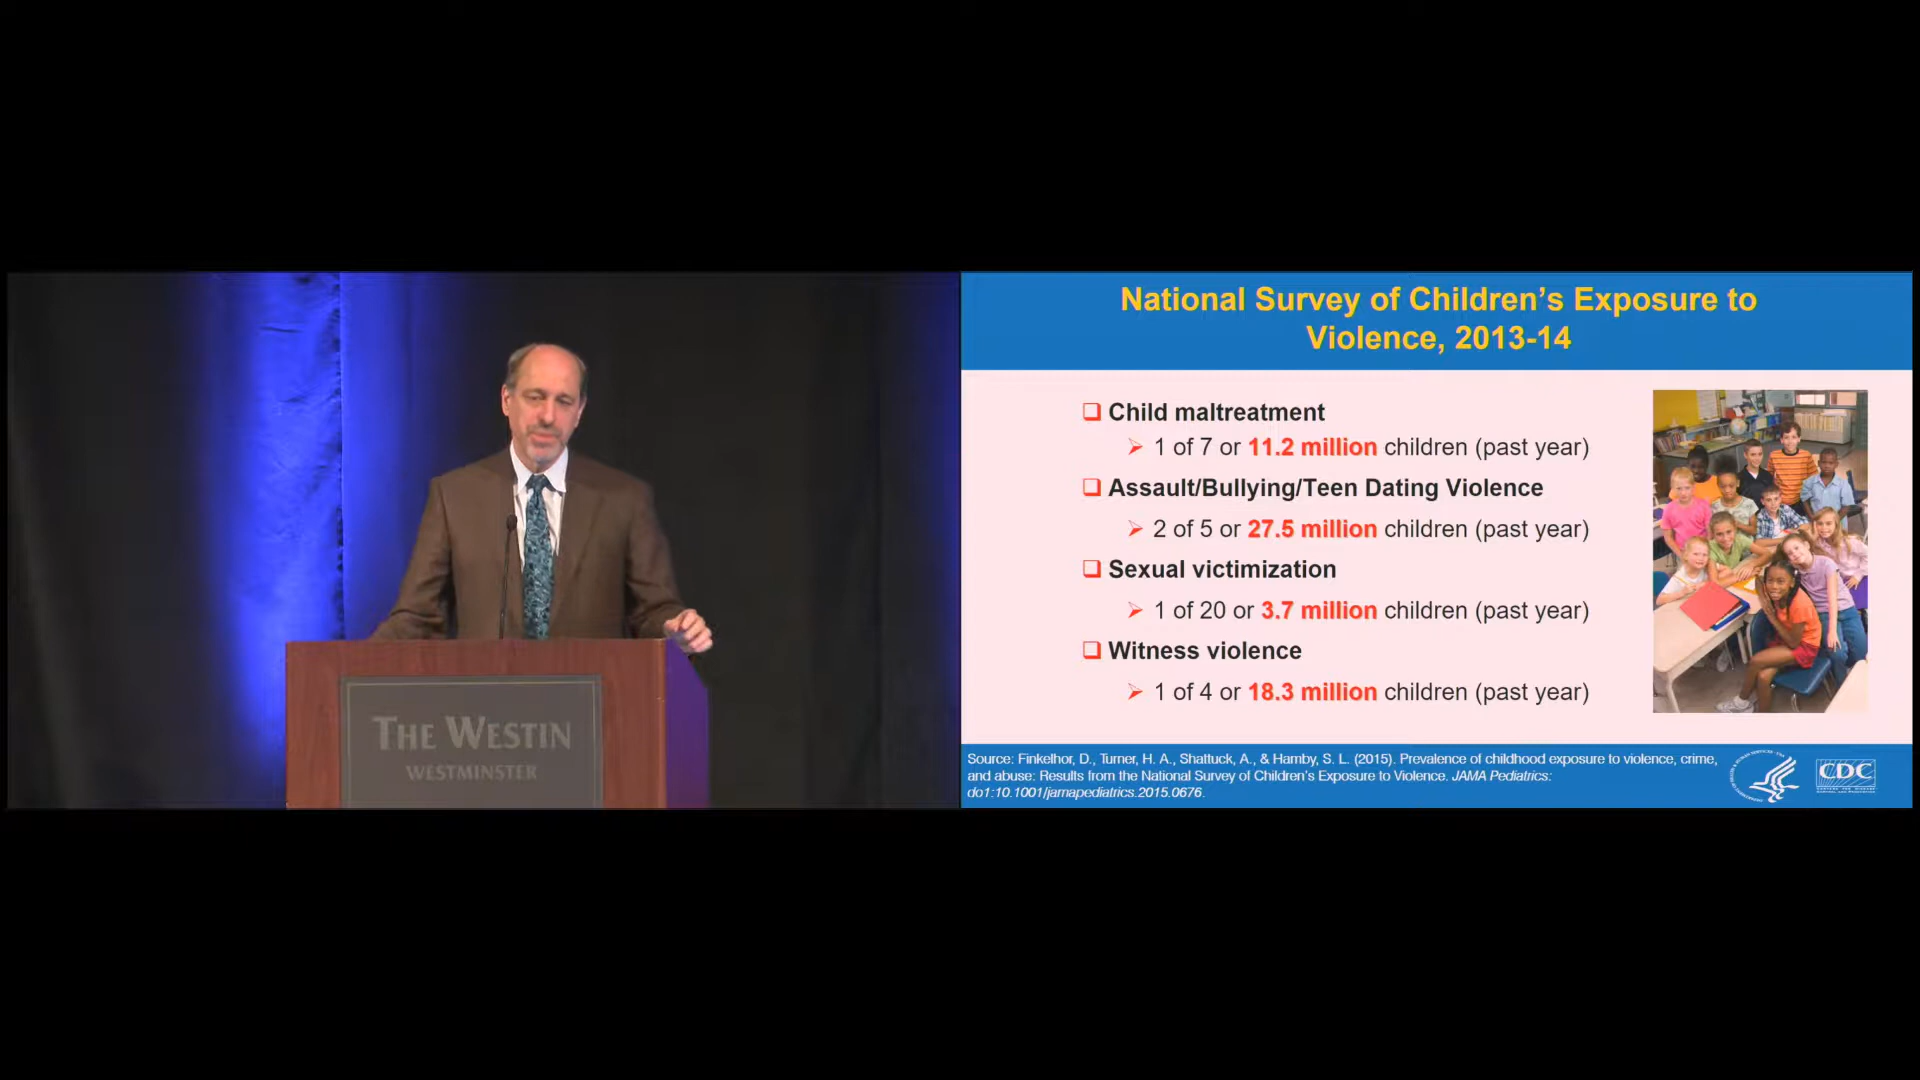 THE WESTIN
WESTMINSTER
National Survey of Children’s Exposure to
Violence, 2013-14
Child maltreatment
1 of 7 or 11.2 million children (past year)
Assault/Bullying/Teen Dating Violence
2 of 5 or 27.5 million children (past year)
Sexual victimization
1 of 20 or 3.7 million children (past year)
Witness violence
1 of 4 or 18.3 million children (past year)
Source: Finkelhor, D., Turner, H. A., Shattuck, A., & Hamby, S. L. (2015). Prevalence of childhood exposure to violence, crime,
and abuse: Results from the National Survey of Children’s Exposure to Violence. JAMA Pediatrics:
do1:10.1001/jamapediatrics.2015.0676.
CDC